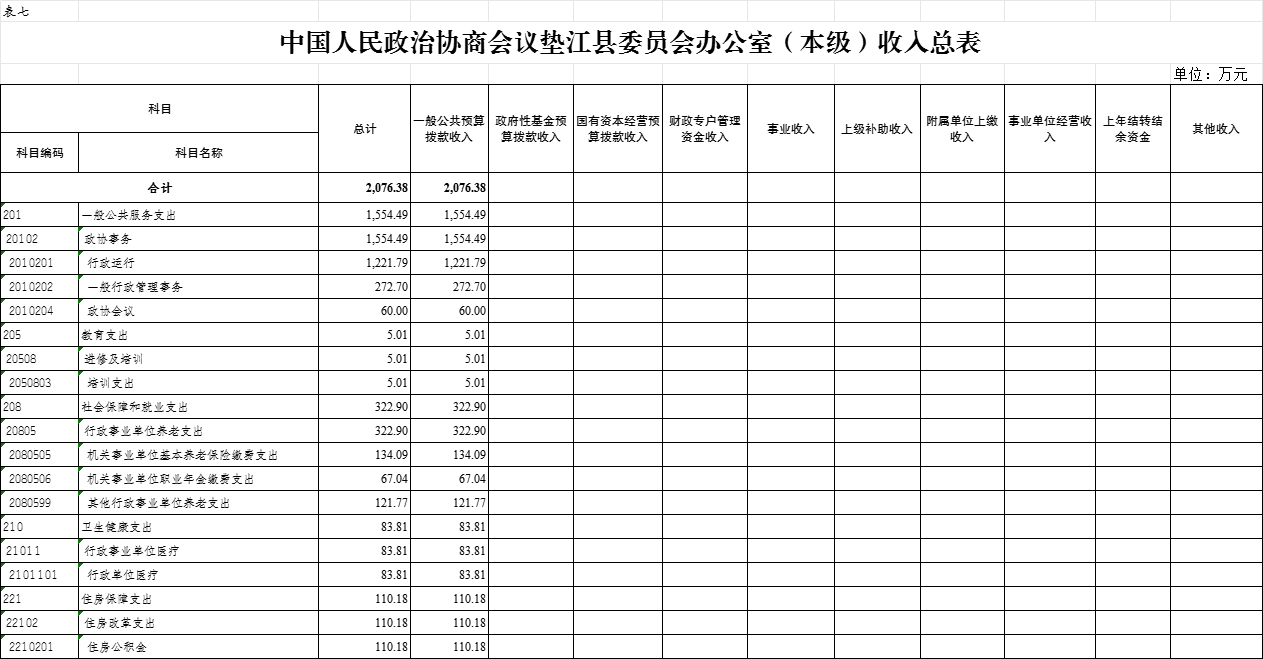 表七
中国人民政治协商会议垫江县委员会办公室（本级）收入总表
单位：万元
科目 总计 一般公共预算拨款收入 政府性基金预算拨款收入 国有资本经营预算拨款收入 财政专户管理资金收入 事业收入 上级补助收入 附属单位上缴收入 事业单位经营收入 上年结转结余资金 其他收入
科目编码 科目名称
合计 2,076.38 2,076.38
201 一般公共服务支出 1,554.49 1,554.49
20102 政协事务 1,554.49 1,554.49
2010201 行政运行 1,221.79 1,221.79
2010202 一般行政管理事务 272.70 272.70
2010204 政协会议 60.00 60.00
205 教育支出 5.01 5.01
20508 进修及培训 5.01 5.01
2050803 培训支出 5.01 5.01
208 社会保障和就业支出 322.90 322.90
20805 行政事业单位养老支出 322.90 322.90
2080505 机关事业单位基本养老保险缴费支出 134.09 134.09
2080506 机关事业单位职业年金缴费支出 67.04 67.04
2080599 其他行政事业单位养老支出 121.77 121.77
210 卫生健康支出 83.81 83.81
21011 行政事业单位医疗 83.81 83.81
2101101 行政单位医疗 83.81 83.81
221 住房保障支出 110.18 110.18
22102 住房改革支出 110.18 110.18
2210201 住房公积金 110.18 110.18